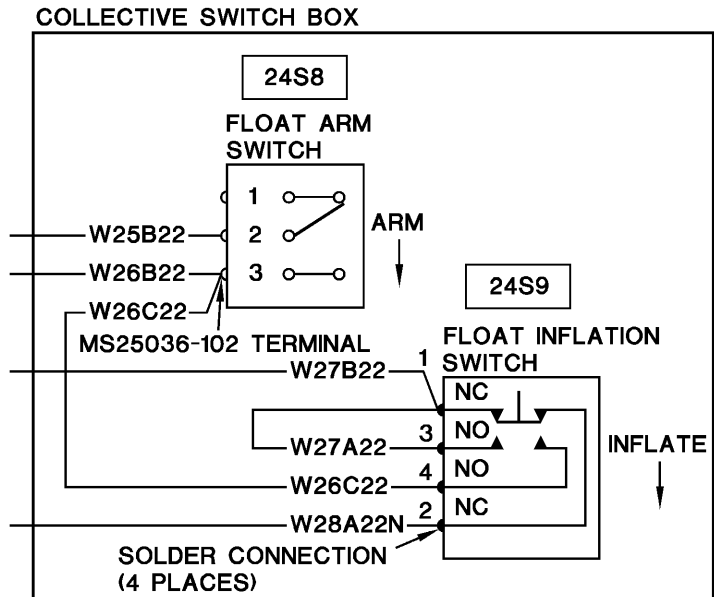 COLLECTIVE SWITCH BOX
24S8
FLOAT ARM
SWITCH
1
W25B22
2
ARM
W26B22
3
24S9
W26C22
MS25036-102 TERMINAL
FLOAT INFLATION
SWITCH
1
W27B22
NC
3
NO
W27A22
INFLATE
4
NO
W26C22
2
NC
W28A22N
SOLDER CONNECTION
(4 PLACES)